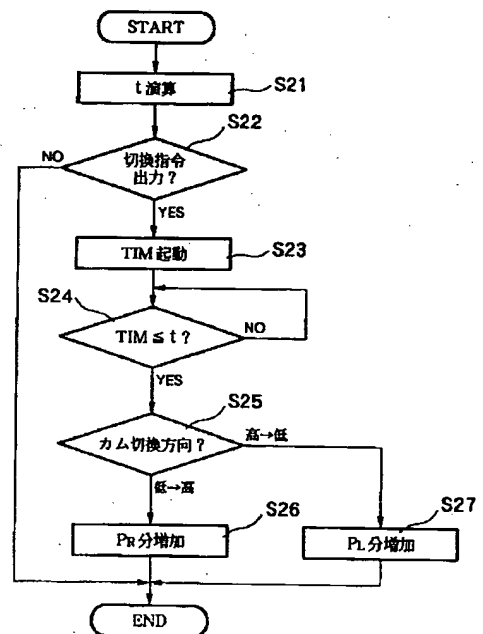 START
t演算
S21
S22
NO
切換指令
出力?
YES
TIM起動
S23
S24
TIM≦t?
NO
YES
S25
カム切換方向?
高→低
低→高
S26
PR分増加
S27
PL分増加
END